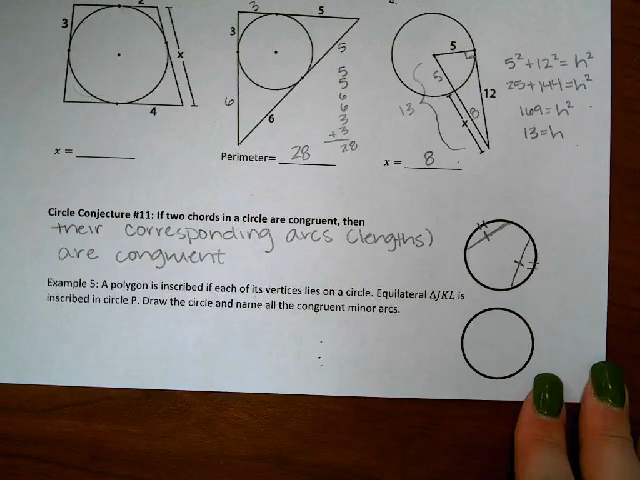 3
2
x
4
x =
3
5
3
6
5
6
5
5
6
6
3
+ 3
28
Perimeter= 28
5
5
12
13
8
x
x = 8
5² + 12² = h²
25 + 144 = h²
169 = h²
13 = h
Circle Conjecture #11: If two chords in a circle are congruent, then
their corresponding arcs (lengths)
are congruent
Example 5: A polygon is inscribed if each of its vertices lies on a circle. Equilateral ΔJKL is
inscribed in circle P. Draw the circle and name all the congruent minor arcs.